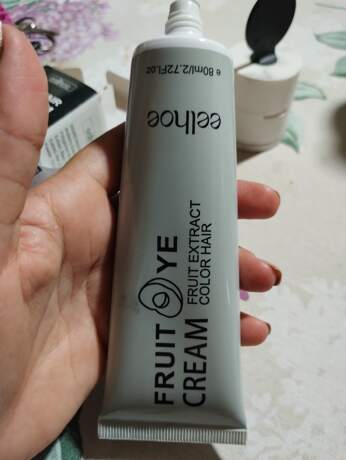 e 80ml/2.72Fl.oz
eelhoe
FRUIT DYE
FRUIT EXTRACT
COLOR HAIR
CREAM